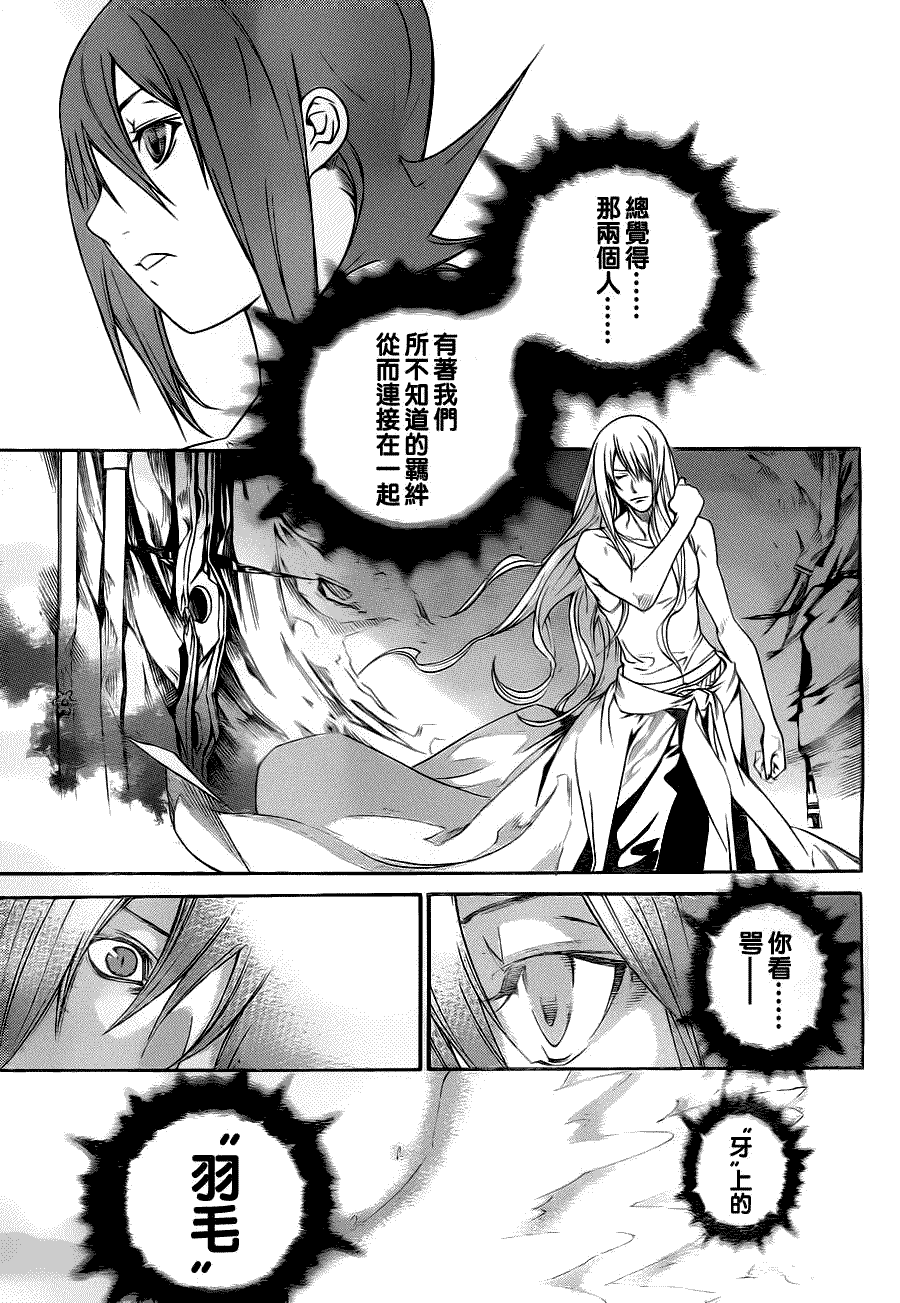 總覺得……
那兩個人……
有著我們
所不知道的羈絆
從而連接在一起
你看……
咢——
“牙”上的
“羽毛”